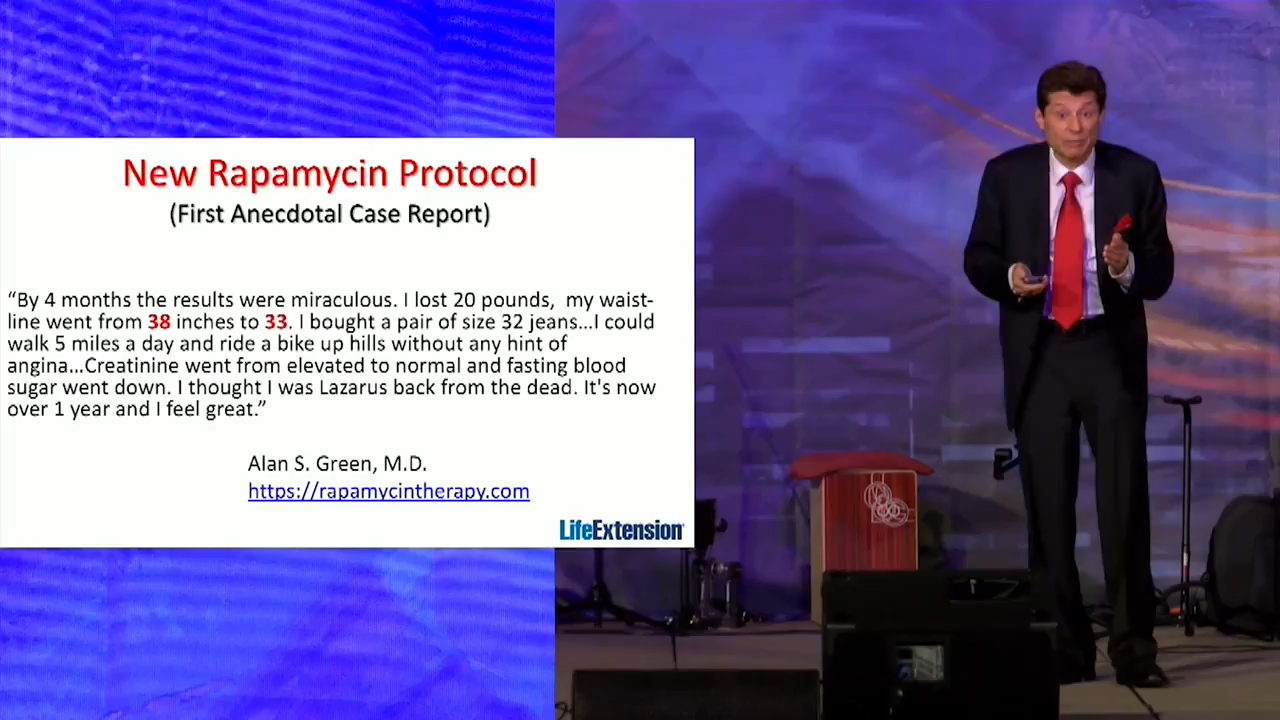 New Rapamycin Protocol
(First Anecdotal Case Report)
“By 4 months the results were miraculous. I lost 20 pounds, my waist-
line went from 38 inches to 33. I bought a pair of size 32 jeans...I could
walk 5 miles a day and ride a bike up hills without any hint of
angina...Creatinine went from elevated to normal and fasting blood
sugar went down. I thought I was Lazarus back from the dead. It's now
over 1 year and I feel great.”
Alan S. Green, M.D.
https://rapamycintherapy.com
LifeExtension